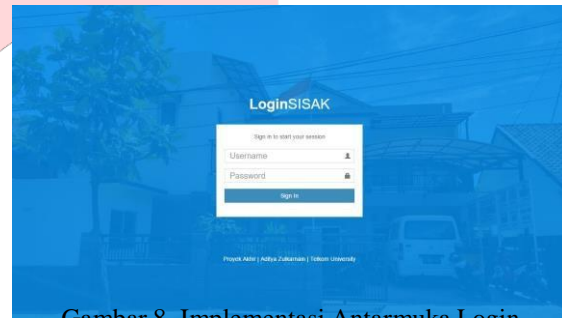 LoginSISAK
Sign in to start your session
Username
Password
Sign In
Proyek Akhir | Aditya Zulkarnain | Telkom University
Gambar 8. Implementasi Antarmuka Login